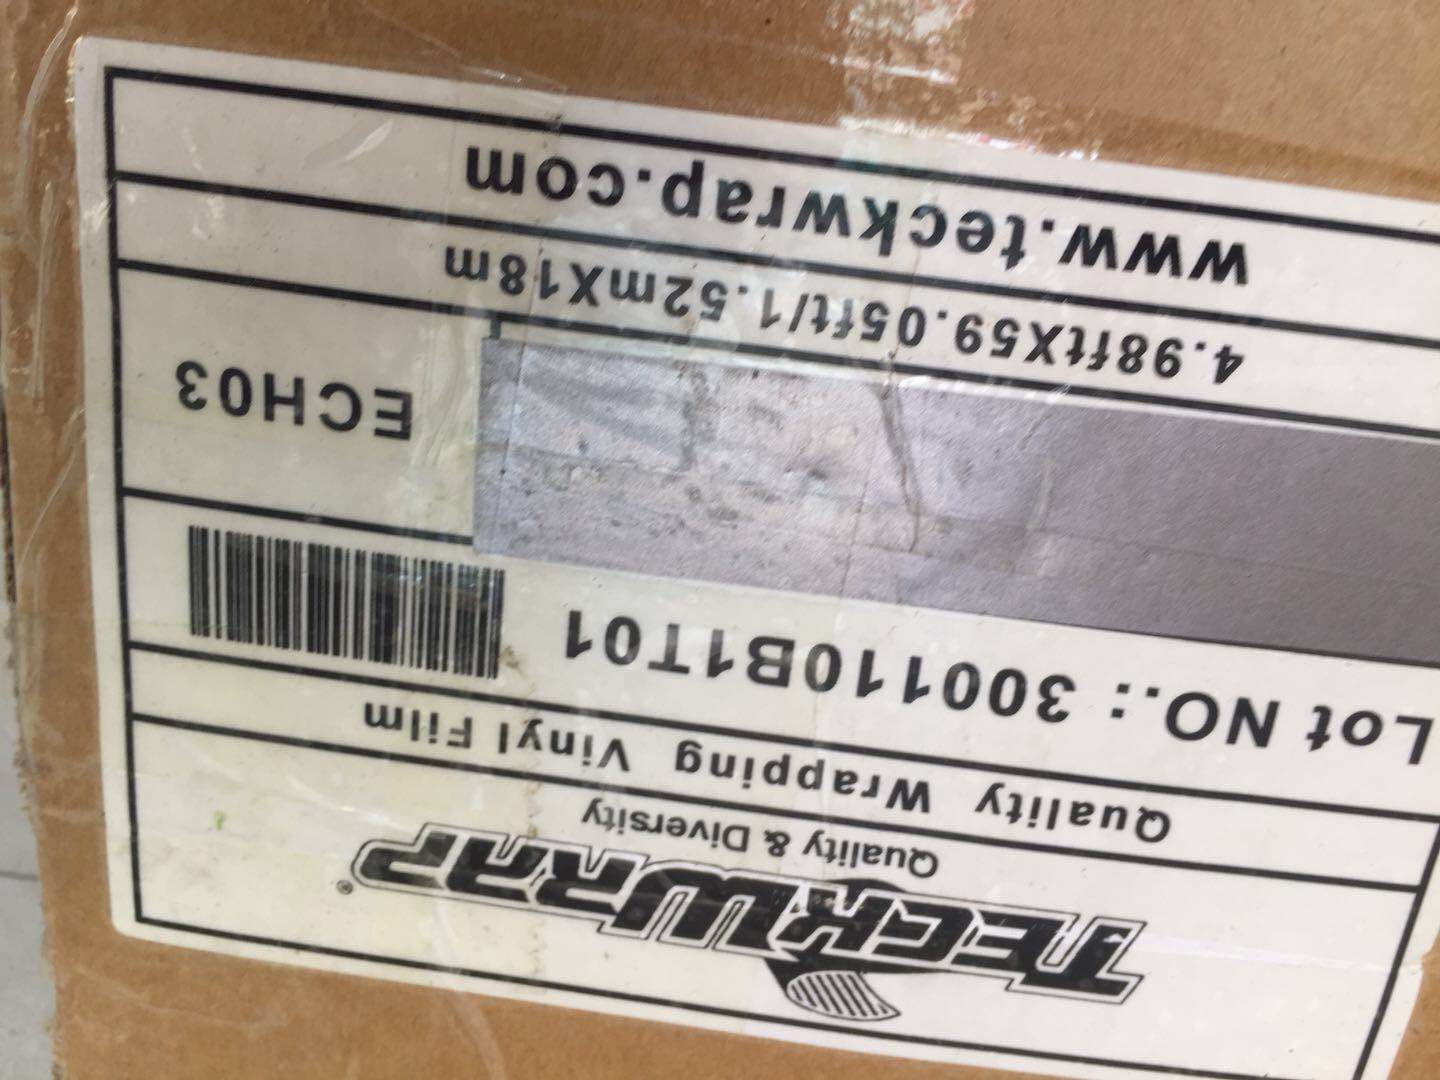 TECKWRAP®
Quality & Diversity
Quality Wrapping Vinyl Film
Lot NO.: 300110B1T01
ECH03
4.98ftX59.05ft/1.52mX18m
www.teckwrap.com